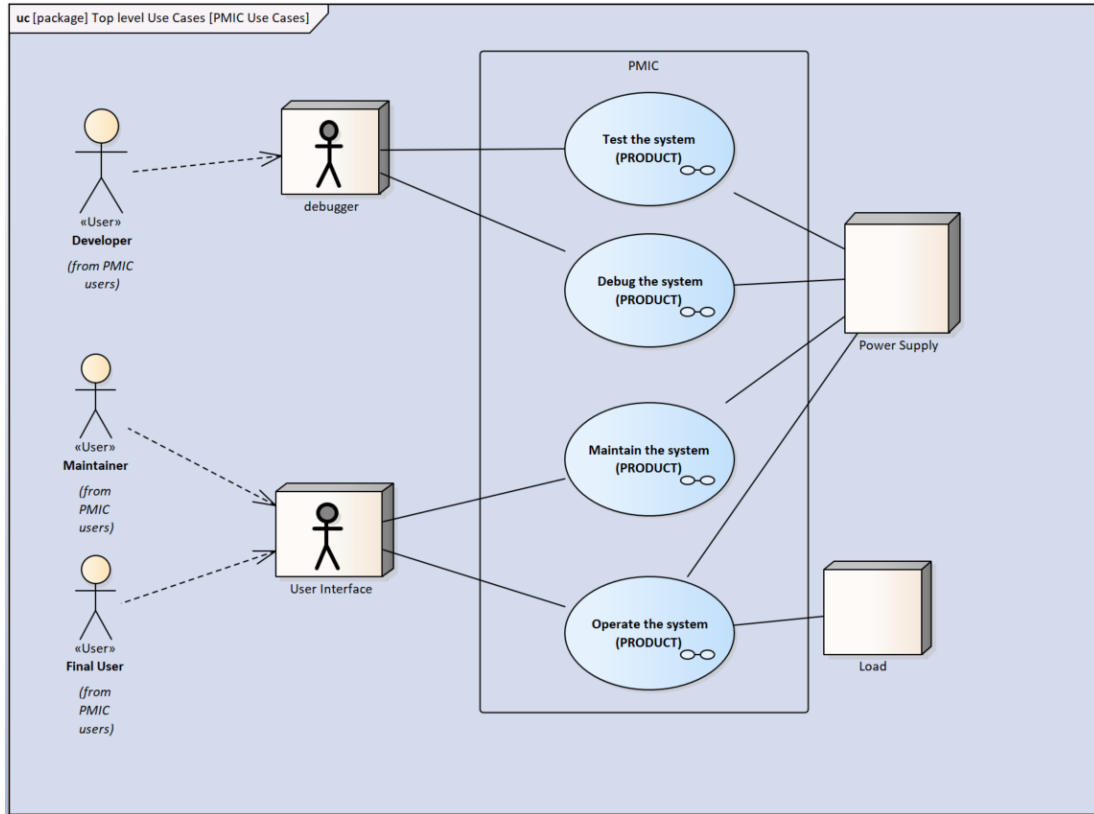 uc [package] Top level Use Cases [PMIC Use Cases]
PMIC
Test the system
(PRODUCT)
debugger
«User»
Developer
(from PMIC
users)
Debug the system
(PRODUCT)
Power Supply
«User»
Maintainer
(from
PMIC
users)
Maintain the system
(PRODUCT)
User Interface
«User»
Final User
(from
PMIC
users)
Operate the system
(PRODUCT)
Load